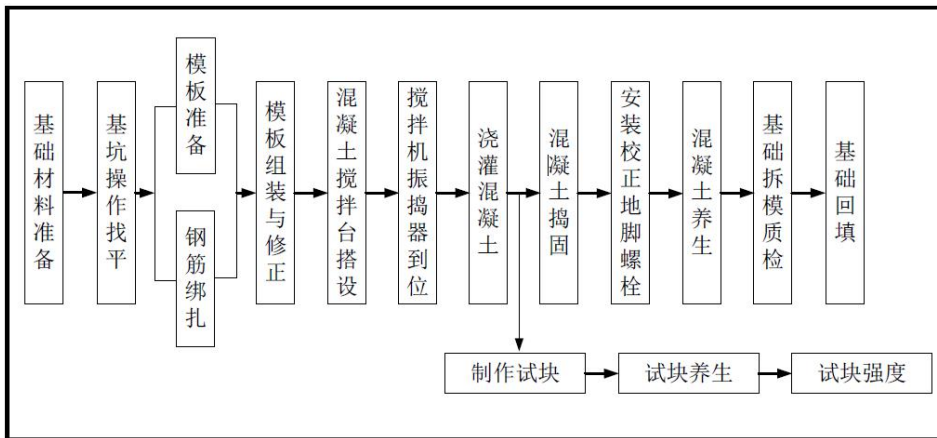 基础材料准备
基坑操作找平
模板准备
钢筋绑扎
模板组装与修正
混凝土搅拌台搭设
搅拌机振捣器到位
浇灌混凝土
混凝土捣固
安装校正地脚螺栓
混凝土养生
基础拆模质检
基础回填
制作试块
试块养生
试块强度